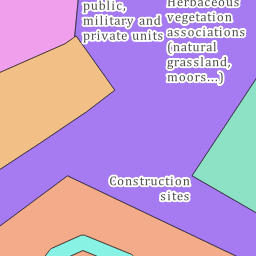 public,
military and
private units
Herbaceous
vegetation
associations
(natural
grassland,
moors...)
Construction
sites